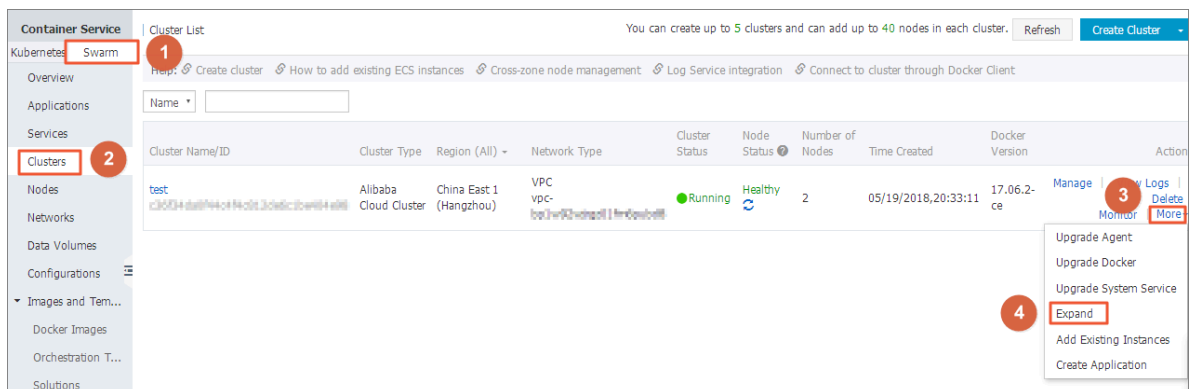 Container Service
Kubernetes Swarm
Overview
Applications
Services
Clusters
Nodes
Networks
Data Volumes
Configurations
Images and Tem...
Docker Images
Orchestration T...
Solutions
Cluster List
You can create up to 5 clusters and can add up to 40 nodes in each cluster. Refresh Create Cluster
1
Help: Create cluster How to add existing ECS instances Cross-zone node management Log Service integration Connect to cluster through Docker Client
Name
2
Cluster Name/ID Cluster Type Region (All) Network Type Cluster Status Node Status Number of Nodes Time Created Docker Version Action
test Alibaba Cloud Cluster China East 1 (Hangzhou) VPC vpc- Running Healthy 2 05/19/2018,20:33:11 17.06.2-ce
Manage Logs
3 Delete
Monitor More
Upgrade Agent
Upgrade Docker
Upgrade System Service
4 Expand
Add Existing Instances
Create Application